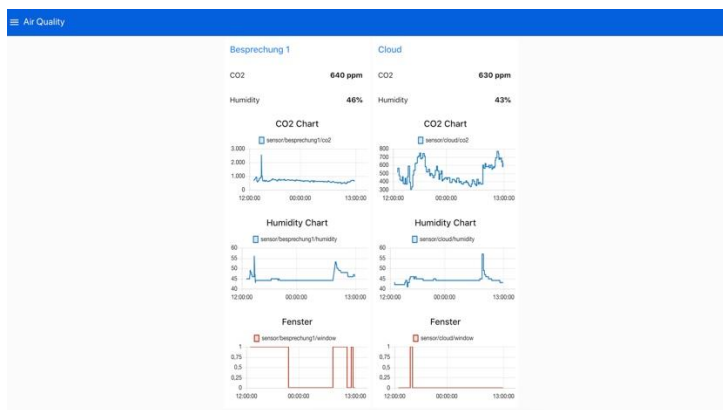 Air Quality
Besprechung 1
CO2 640 ppm
Humidity 46%
CO2 Chart
sensor/besprechung1/co2
3.000
2.000
1.000
0
12:00:00 00:00:00 13:00:00
Humidity Chart
sensor/besprechung1/humidity
60
55
50
45
40
12:00:00 00:00:00 13:00:00
Fenster
sensor/besprechung1/window
1
0,75
0,5
0,25
0
12:00:00 00:00:00 13:00:00
Cloud
CO2 630 ppm
Humidity 43%
CO2 Chart
sensor/cloud/co2
800
700
600
500
400
300
12:00:00 00:00:00 13:00:00
Humidity Chart
sensor/cloud/humidity
60
55
50
45
40
12:00:00 00:00:00 13:00:00
Fenster
sensor/cloud/window
1
0,75
0,5
0,25
0
12:00:00 00:00:00 13:00:00